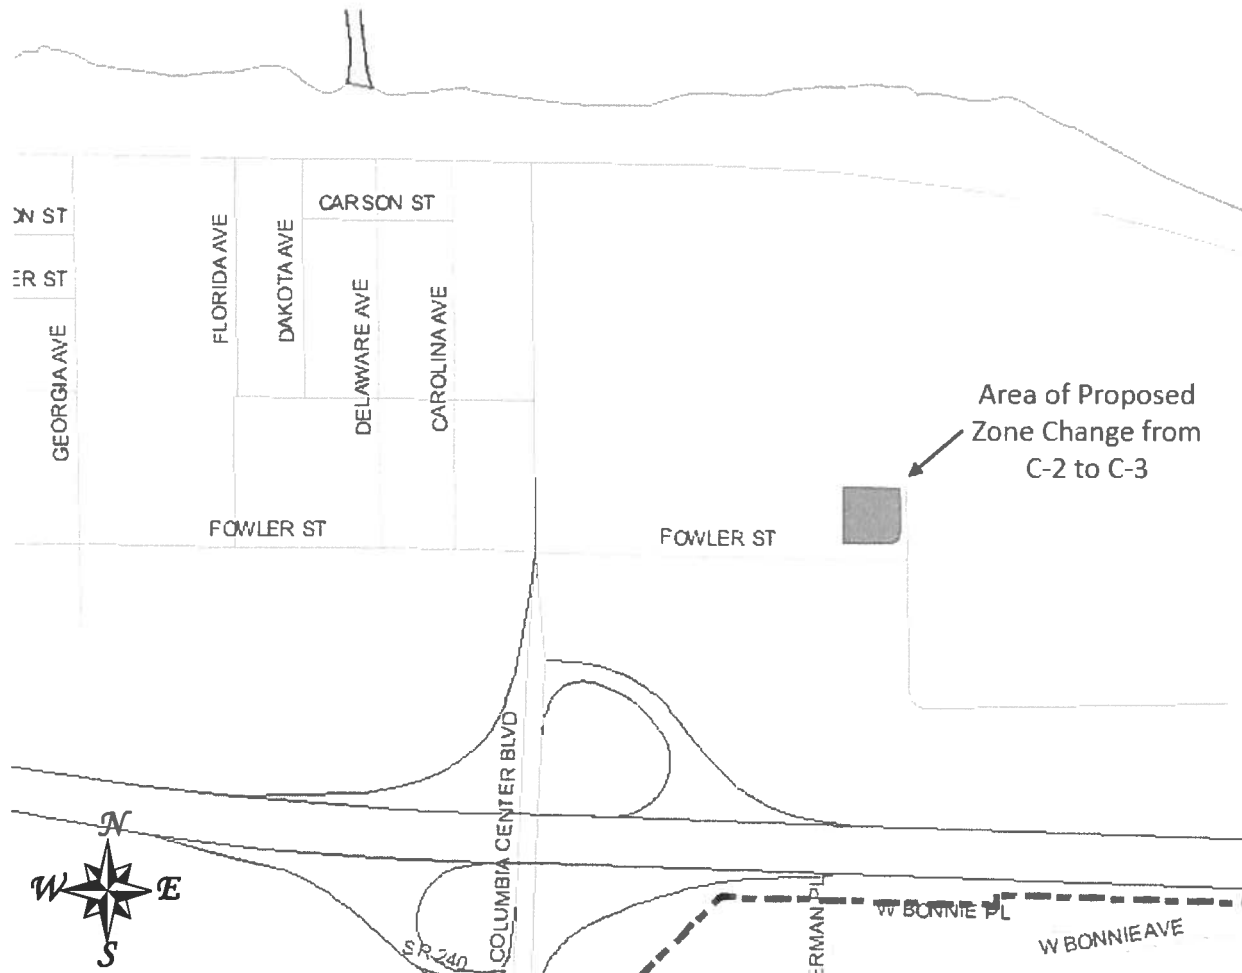 CARSON ST
ON ST
ER ST
FLORIDA AVE
DAKOTA AVE
DELAWARE AVE
CAROLINA AVE
GEORGIA AVE
Area of Proposed
Zone Change from
C-2 to C-3
FOWLER ST
FOWLER ST
COLUMBIA CENTER BLVD
N
W
E
S
SR-240
ERMAN PL
W BONNIE PL
W BONNIE AVE